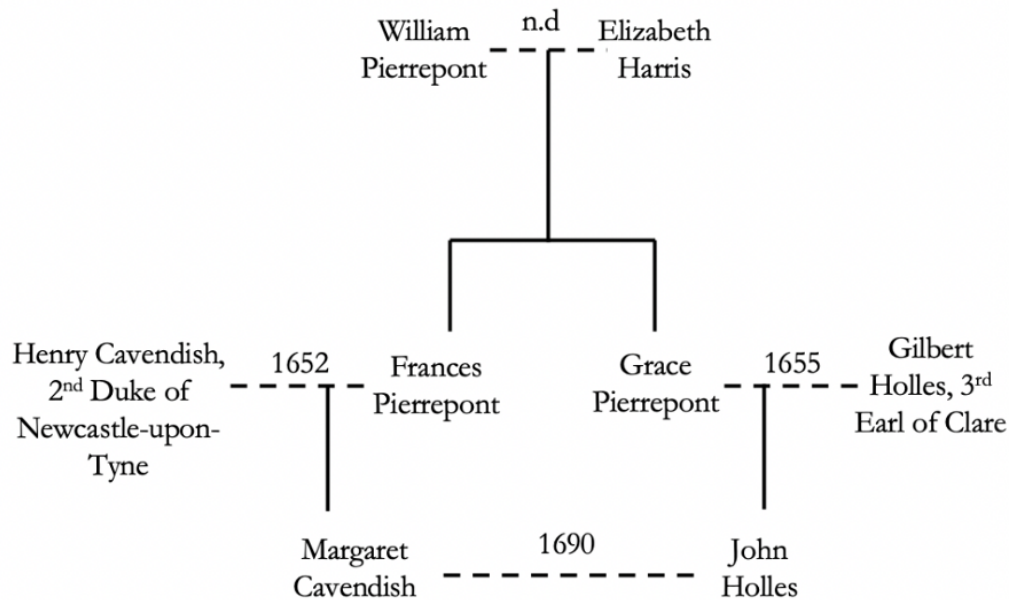 William
Pierrepont
n.d
Elizabeth
Harris
Henry Cavendish,
2nd Duke of
Newcastle-upon-
Tyne
1652
Frances
Pierrepont
Grace
Pierrepont
1655
Gilbert
Holles, 3rd
Earl of Clare
Margaret
Cavendish
1690
John
Holles